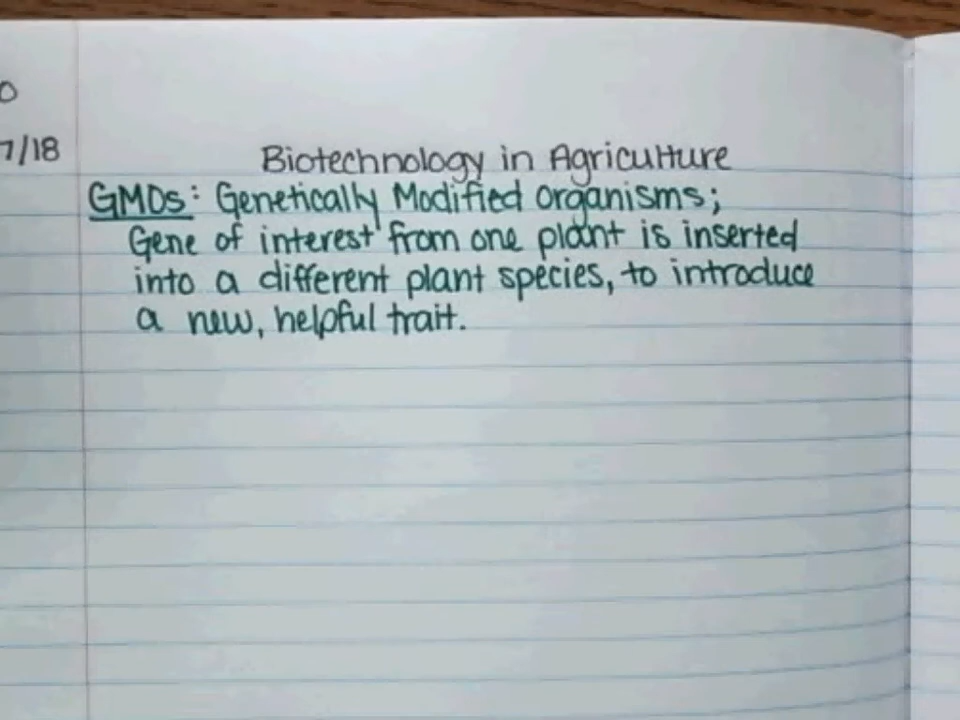 0
7/18
Biotechnology in Agriculture
GMOs: Genetically Modified Organisms;
Gene of interest from one plant is inserted
into a different plant species, to introduce
a new, helpful trait.